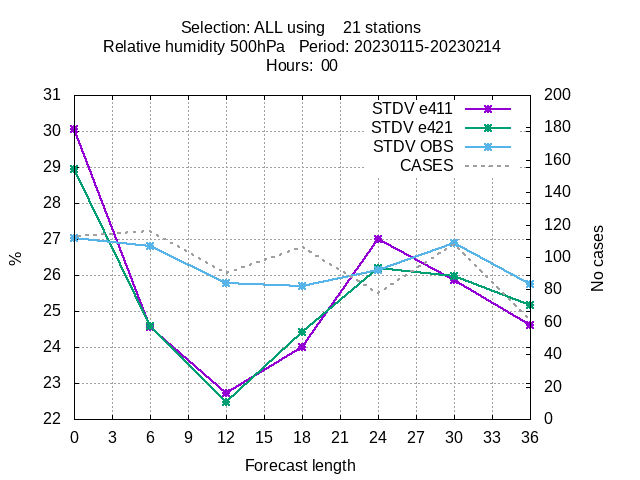 Selection: ALL using    21 stations
Relative humidity 500hPa   Period: 20230115-20230214
Hours:  00
31 200
30 180
29 160
28 140
27 120
26 100
25 80
24 60
23 40
22 20
0
STDV e411
STDV e421
STDV OBS
CASES
%
No cases
0 3 6 9 12 15 18 21 24 27 30 33 36
Forecast length